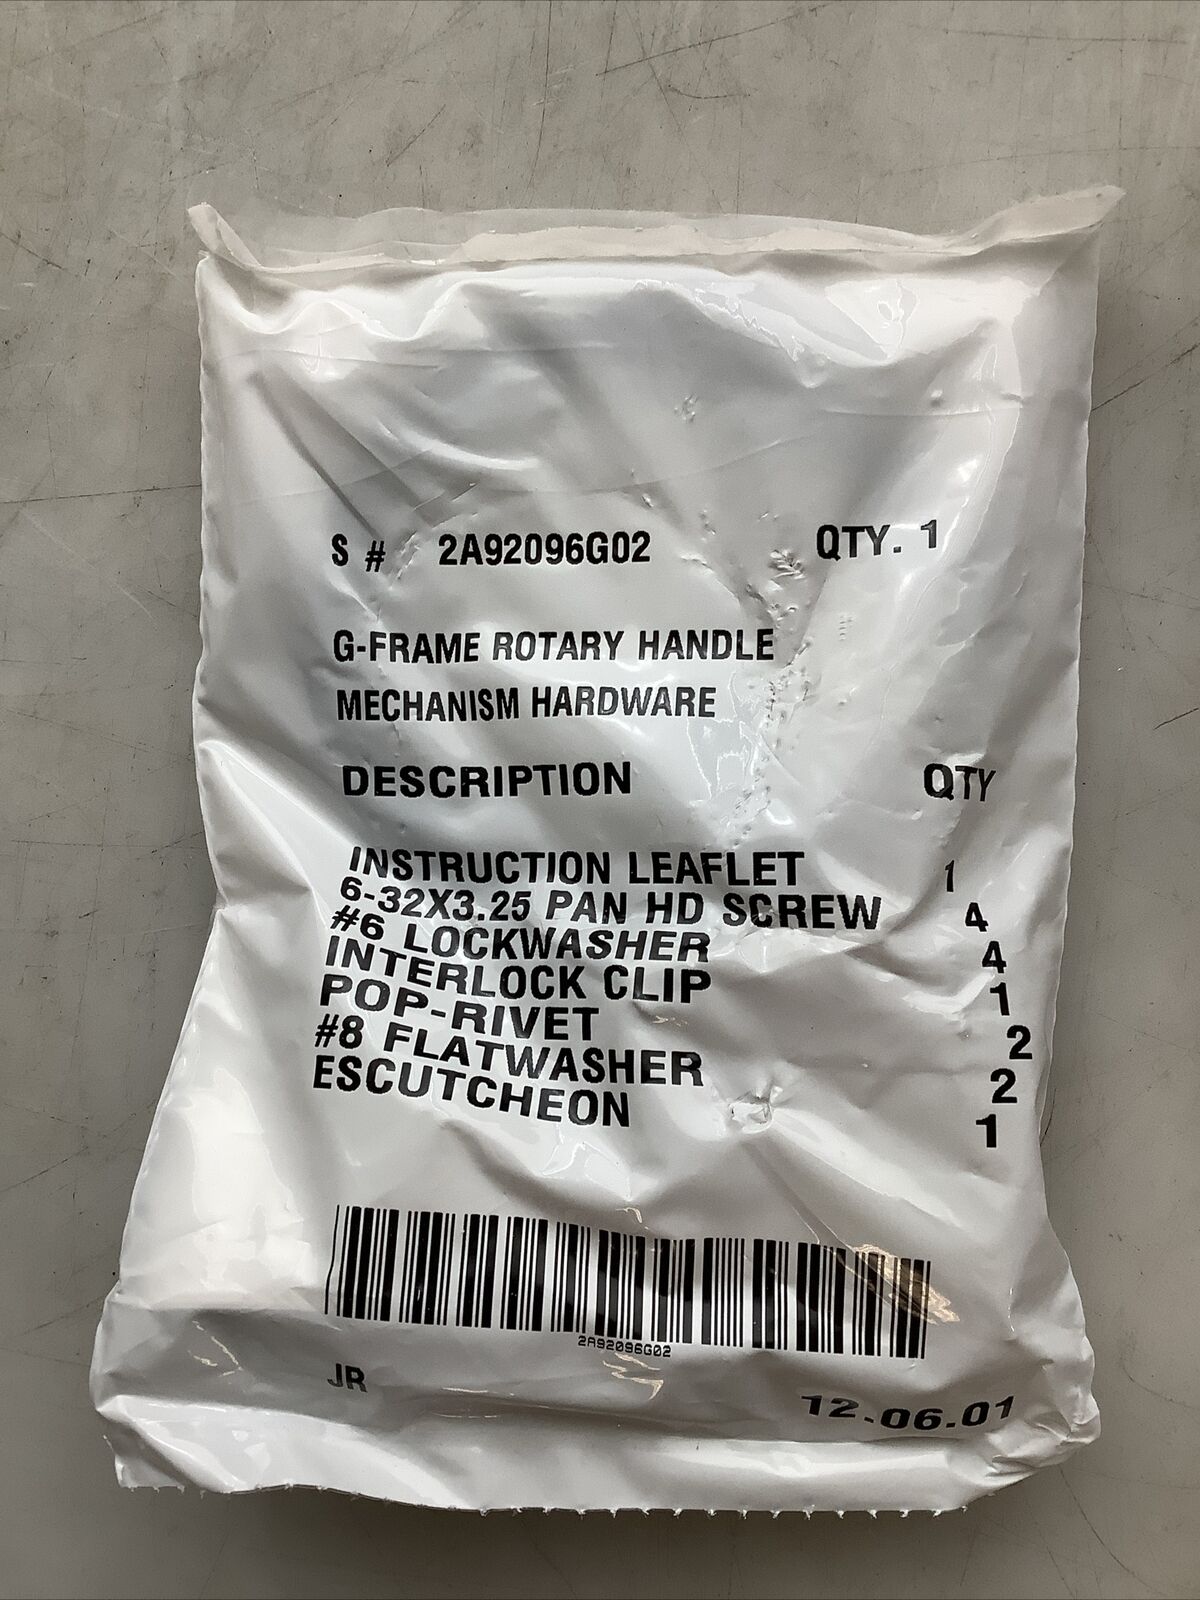 S # 2A92096G02 QTY. 1
G-FRAME ROTARY HANDLE
MECHANISM HARDWARE
DESCRIPTION QTY
INSTRUCTION LEAFLET 1
6-32X3.25 PAN HD SCREW 4
#6 LOCKWASHER 4
INTERLOCK CLIP 1
POP-RIVET 2
#8 FLATWASHER 2
ESCUTCHEON 1
2A92096G02
JR 12.06.01